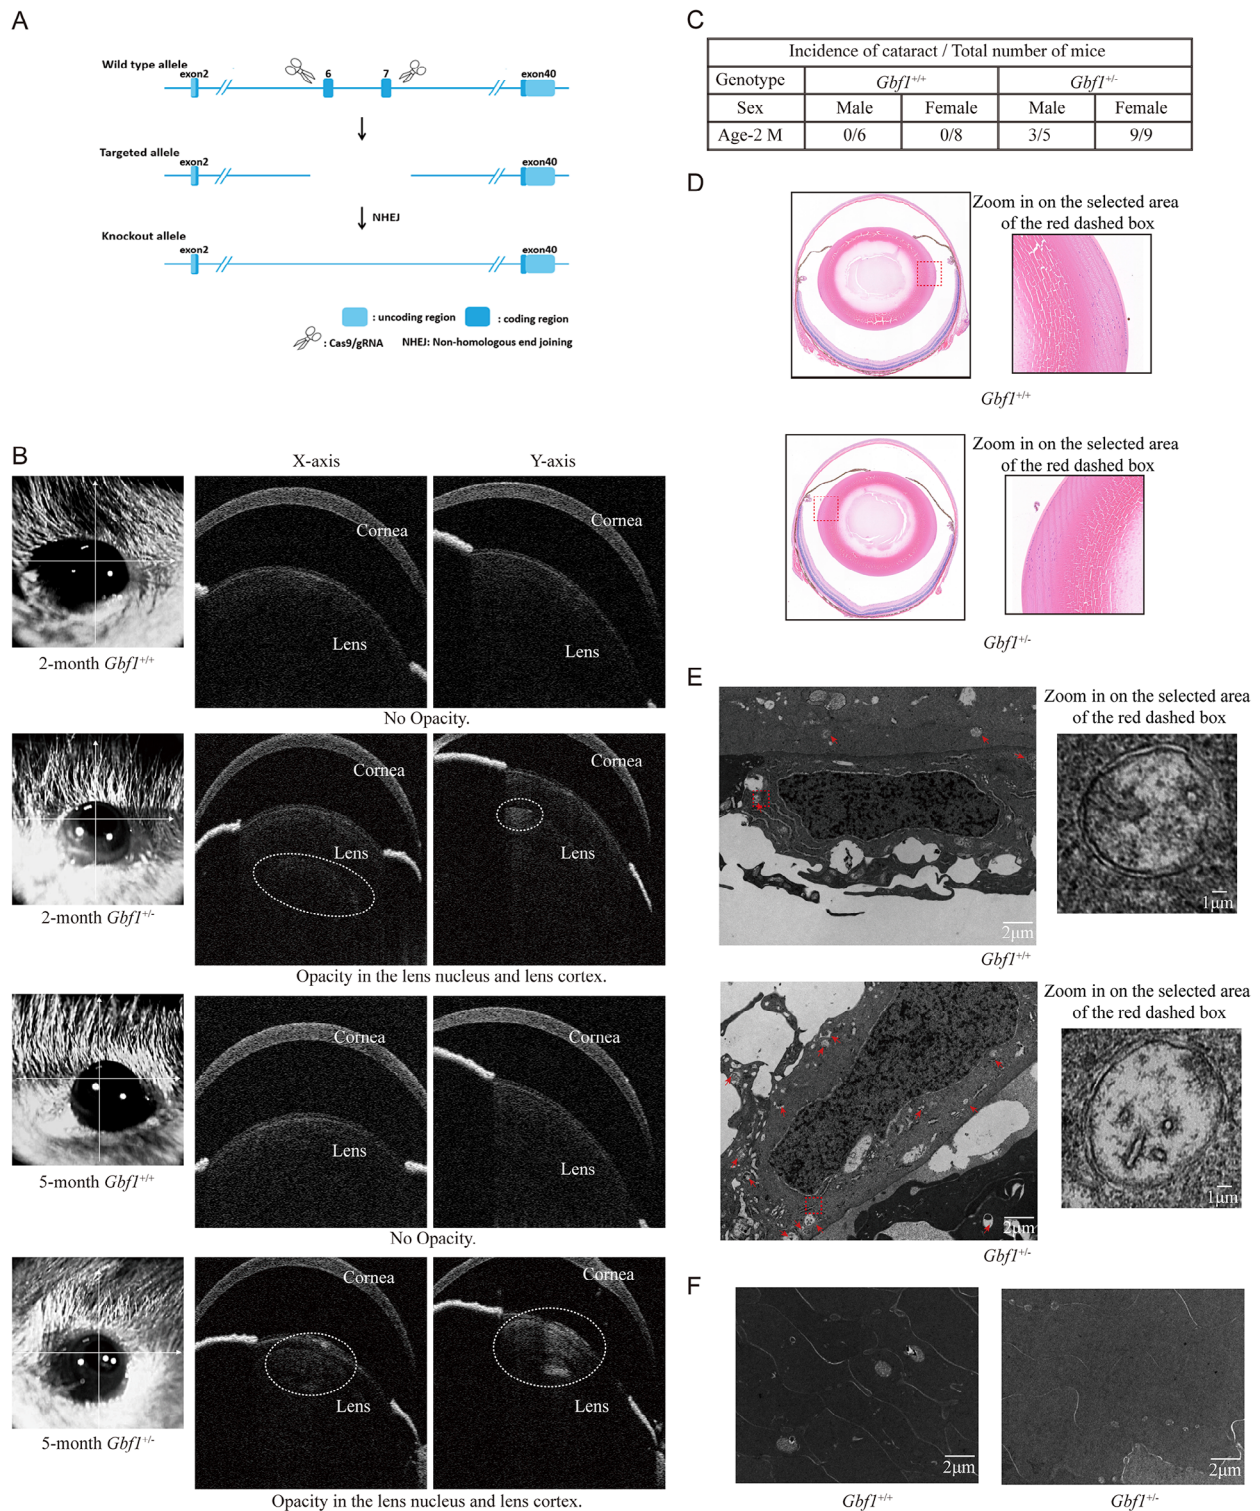 A
Wild type allele
exon2
6
7
exon40
Targeted allele
exon2
exon40
NHEJ
Knockout allele
exon2
exon40
: uncoding region
: coding region
: Cas9/gRNA
NHEJ: Non-homologous end joining
B
X-axis
Y-axis
Cornea
Lens
Cornea
Lens
2-month Gbf1+/+
No Opacity.
Cornea
Lens
Cornea
Lens
2-month Gbf1+/-
Opacity in the lens nucleus and lens cortex.
Cornea
Lens
Cornea
Lens
5-month Gbf1+/+
No Opacity.
Cornea
Lens
Cornea
Lens
5-month Gbf1+/-
Opacity in the lens nucleus and lens cortex.
C
Incidence of cataract / Total number of mice
Genotype Gbf1+/+ Gbf1+/-
Sex Male Female Male Female
Age-2 M 0/6 0/8 3/5 9/9
D
Zoom in on the selected area
of the red dashed box
Gbf1+/+
Zoom in on the selected area
of the red dashed box
Gbf1+/-
E
Zoom in on the selected area
of the red dashed box
2μm
1μm
Gbf1+/+
Zoom in on the selected area
of the red dashed box
2μm
1μm
Gbf1+/-
F
2μm
2μm
Gbf1+/+
Gbf1+/-